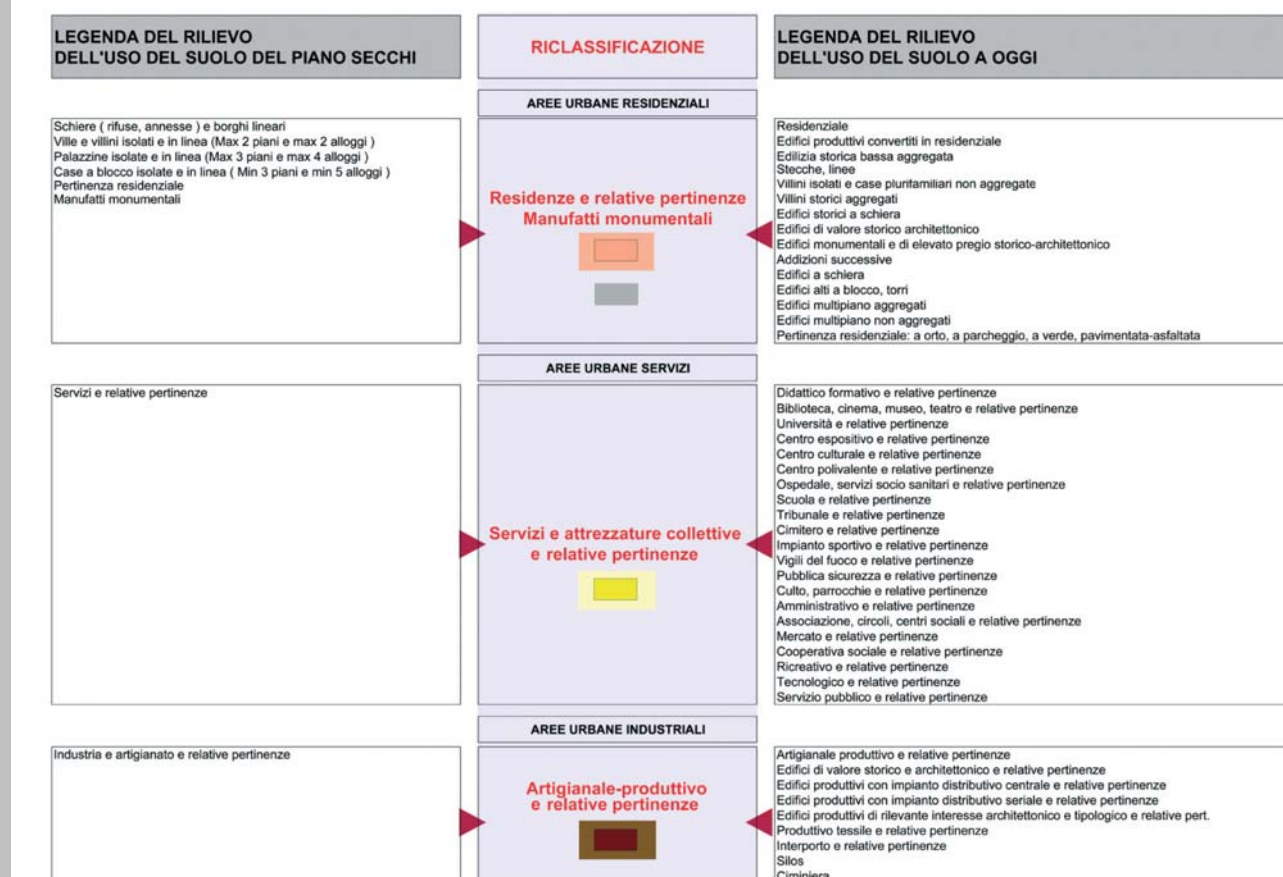 LEGENDA DEL RILIEVO
DELL'USO DEL SUOLO DEL PIANO SECCHI
RICLASSIFICAZIONE
LEGENDA DEL RILIEVO
DELL'USO DEL SUOLO A OGGI
AREE URBANE RESIDENZIALI
Schiere ( rifuse, annesse ) e borghi lineari
Ville e villini isolati e in linea (Max 2 piani e max 2 alloggi )
Palazzine isolate e in linea (Max 3 piani e max 4 alloggi )
Case a blocco isolate e in linea ( Min 3 piani e min 5 alloggi )
Pertinenza residenziale
Manufatti monumentali
Residenze e relative pertinenze
Manufatti monumentali
Residenziale
Edifici produttivi convertiti in residenziale
Edilizia storica bassa aggregata
Stecche, linee
Villini isolati e case plurifamiliari non aggregate
Villini storici aggregati
Edifici storici a schiera
Edifici di valore storico architettonico
Edifici monumentali e di elevato pregio storico-architettonico
Addizioni successive
Edifici a schiera
Edifici alti a blocco, torri
Edifici multipiano aggregati
Edifici multipiano non aggregati
Pertinenza residenziale: a orto, a parcheggio, a verde, pavimentata-asfaltata
AREE URBANE SERVIZI
Servizi e relative pertinenze
Servizi e attrezzature collettive
e relative pertinenze
Didattico formativo e relative pertinenze
Biblioteca, cinema, museo, teatro e relative pertinenze
Università e relative pertinenze
Centro espositivo e relative pertinenze
Centro culturale e relative pertinenze
Centro polivalente e relative pertinenze
Ospedale, servizi socio sanitari e relative pertinenze
Scuola e relative pertinenze
Tribunale e relative pertinenze
Cimitero e relative pertinenze
Impianto sportivo e relative pertinenze
Vigili del fuoco e relative pertinenze
Pubblica sicurezza e relative pertinenze
Culto, parrocchie e relative pertinenze
Amministrativo e relative pertinenze
Associazione, circoli, centri sociali e relative pertinenze
Mercato e relative pertinenze
Cooperativa sociale e relative pertinenze
Ricreativo e relative pertinenze
Tecnologico e relative pertinenze
Servizio pubblico e relative pertinenze
AREE URBANE INDUSTRIALI
Industria e artigianato e relative pertinenze
Artigianale-produttivo
e relative pertinenze
Artigianale produttivo e relative pertinenze
Edifici di valore storico e architettonico e relative pertinenze
Edifici produttivi con impianto distributivo centrale e relative pertinenze
Edifici produttivi con impianto distributivo seriale e relative pertinenze
Edifici produttivi di rilevante interesse architettonico e tipologico e relative pert.
Produttivo tessile e relative pertinenze
Interporto e relative pertinenze
Silos
Ciminiera